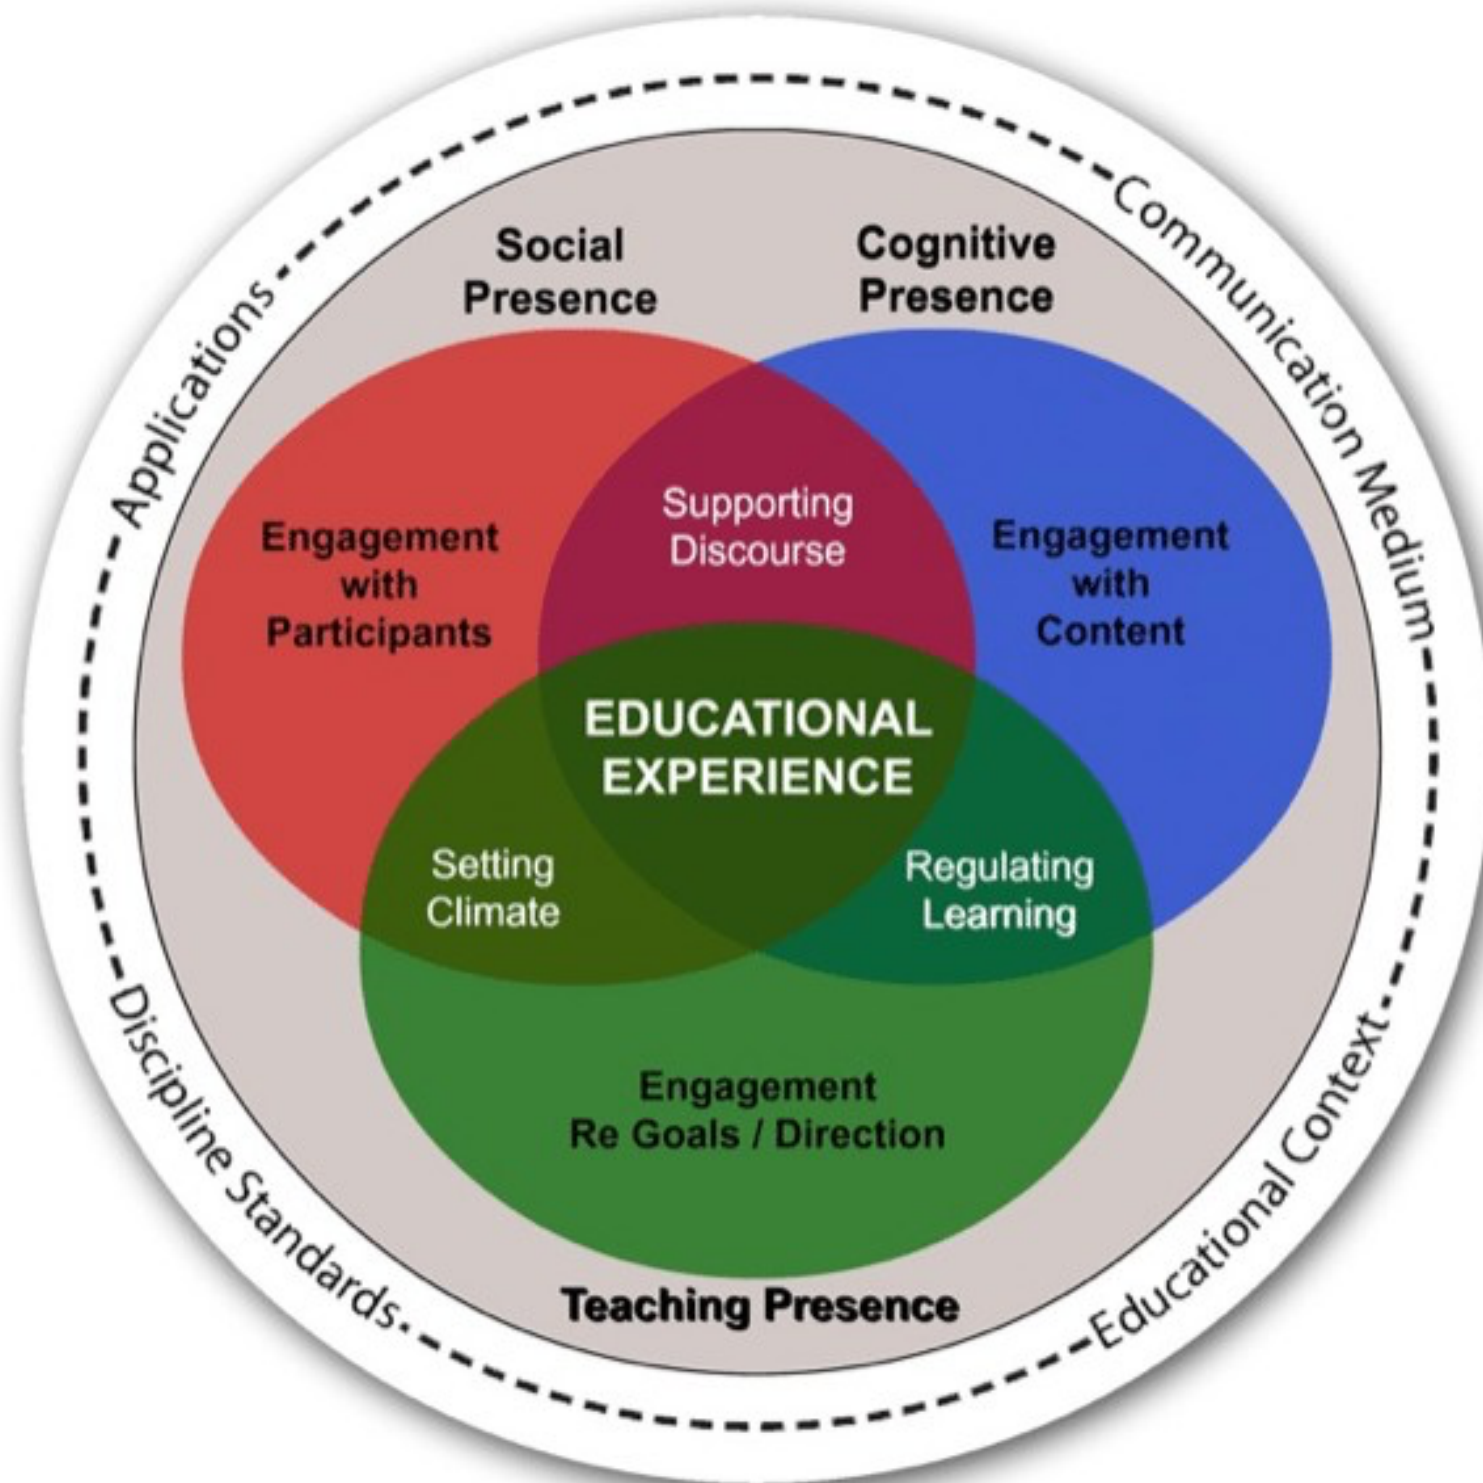 Applications
Communication Medium
Social
Presence
Cognitive
Presence
Engagement
with
Participants
Supporting
Discourse
Engagement
with
Content
EDUCATIONAL
EXPERIENCE
Setting
Climate
Regulating
Learning
Engagement
Re Goals / Direction
Teaching Presence
Discipline Standards
Educational Context